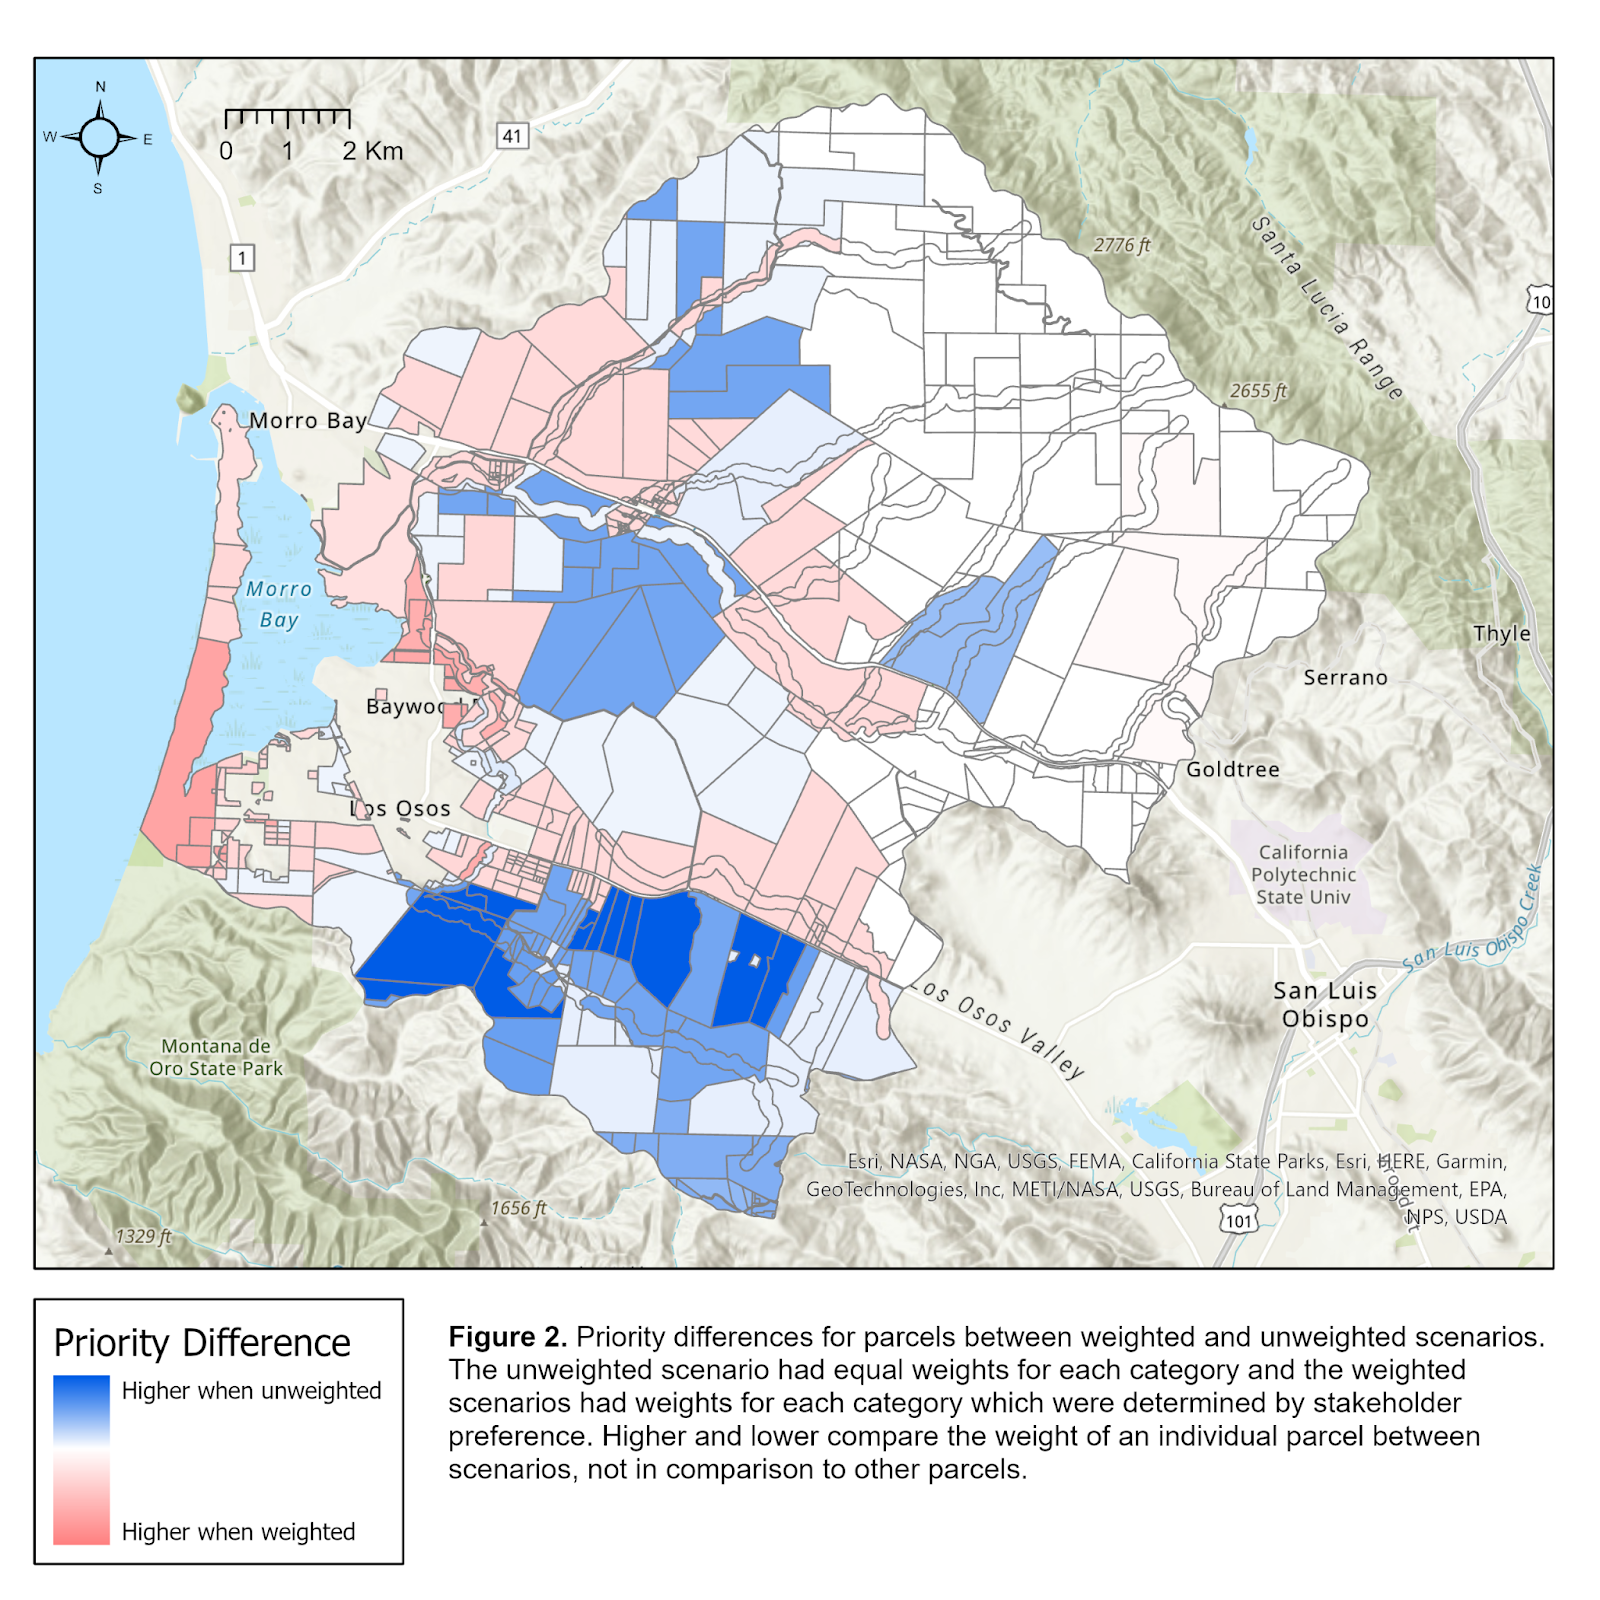 N
W
E
S
0 1 2 Km
41
1
2776 ft
Santa Lucia Range
10
2655 ft
Morro Bay
Morro
Bay
Thyle
Serrano
Baywood
Goldtree
Los Osos
California
Polytechnic
State Univ
San Luis Obispo Creek
San Luis
Obispo
Los Osos Valley
Montana de
Oro State Park
Esri, NASA, NGA, USGS, FEMA, California State Parks, Esri, HERE, Garmin,
GeoTechnologies, Inc, METI/NASA, USGS, Bureau of Land Management, EPA,
NPS, USDA
1656 ft
101
1329 ft
Priority Difference
Higher when unweighted
Higher when weighted
Figure 2. Priority differences for parcels between weighted and unweighted scenarios.
The unweighted scenario had equal weights for each category and the weighted
scenarios had weights for each category which were determined by stakeholder
preference. Higher and lower compare the weight of an individual parcel between
scenarios, not in comparison to other parcels.